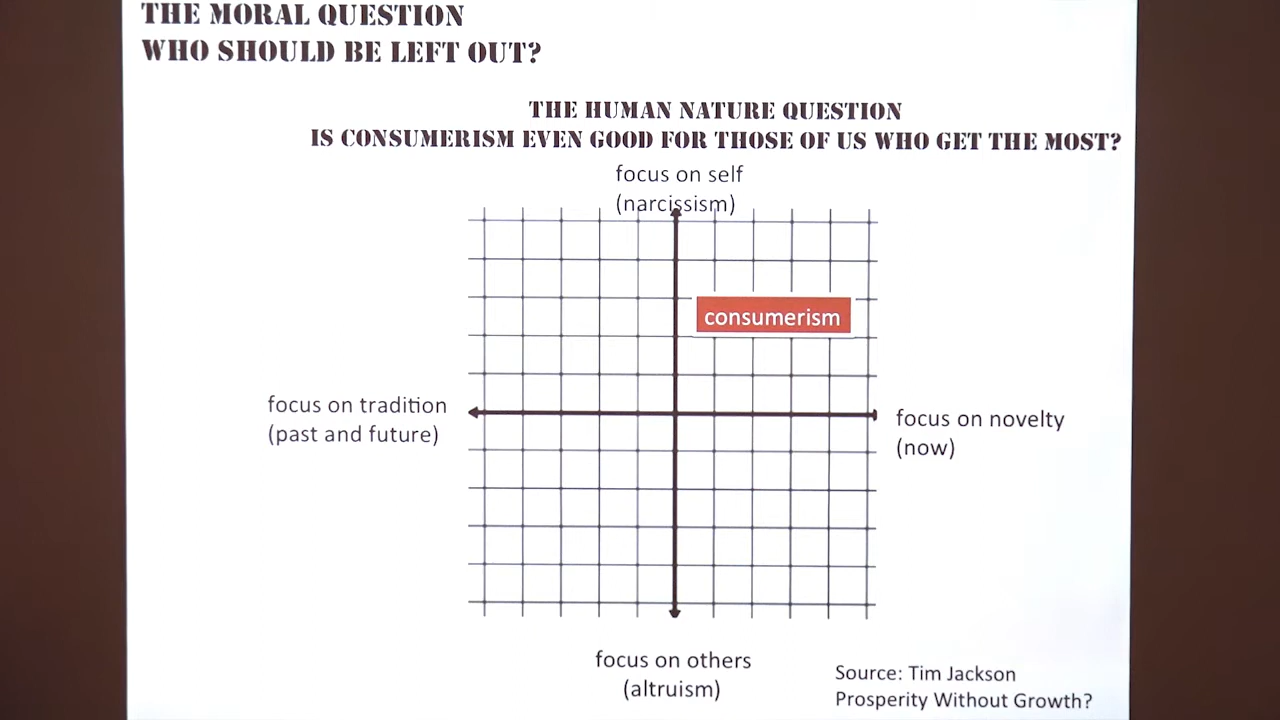 THE MORAL QUESTION
WHO SHOULD BE LEFT OUT?
THE HUMAN NATURE QUESTION
IS CONSUMERISM EVEN GOOD FOR THOSE OF US WHO GET THE MOST?
focus on self
(narcissism)
consumerism
focus on tradition
(past and future)
focus on novelty
(now)
focus on others
(altruism)
Source: Tim Jackson
Prosperity Without Growth?